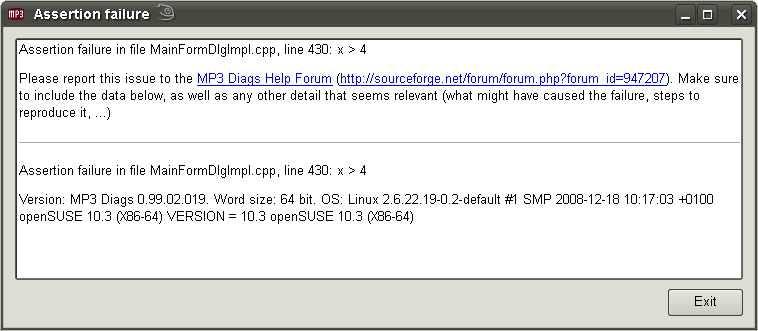 MP3 Assertion failure
Assertion failure in file MainFormDlgImpl.cpp, line 430: x > 4
Please report this issue to the MP3 Diags Help Forum (http://sourceforge.net/forum/forum.php?forum_id=947207). Make sure
to include the data below, as well as any other detail that seems relevant (what might have caused the failure, steps to
reproduce it, ...)
Assertion failure in file MainFormDlgImpl.cpp, line 430: x > 4
Version: MP3 Diags 0.99.02.019. Word size: 64 bit. OS: Linux 2.6.22.19-0.2-default #1 SMP 2008-12-18 10:17:03 +0100
openSUSE 10.3 (X86-64) VERSION = 10.3 openSUSE 10.3 (X86-64)
Exit